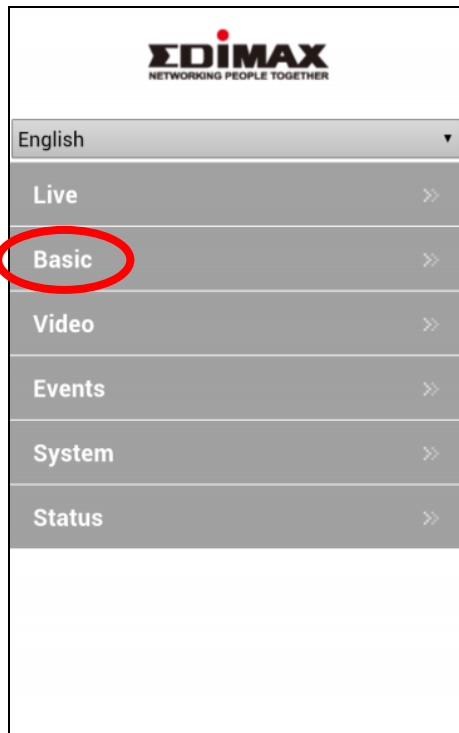 EDIMAX
NETWORKING PEOPLE TOGETHER
English
Live
Basic
Video
Events
System
Status